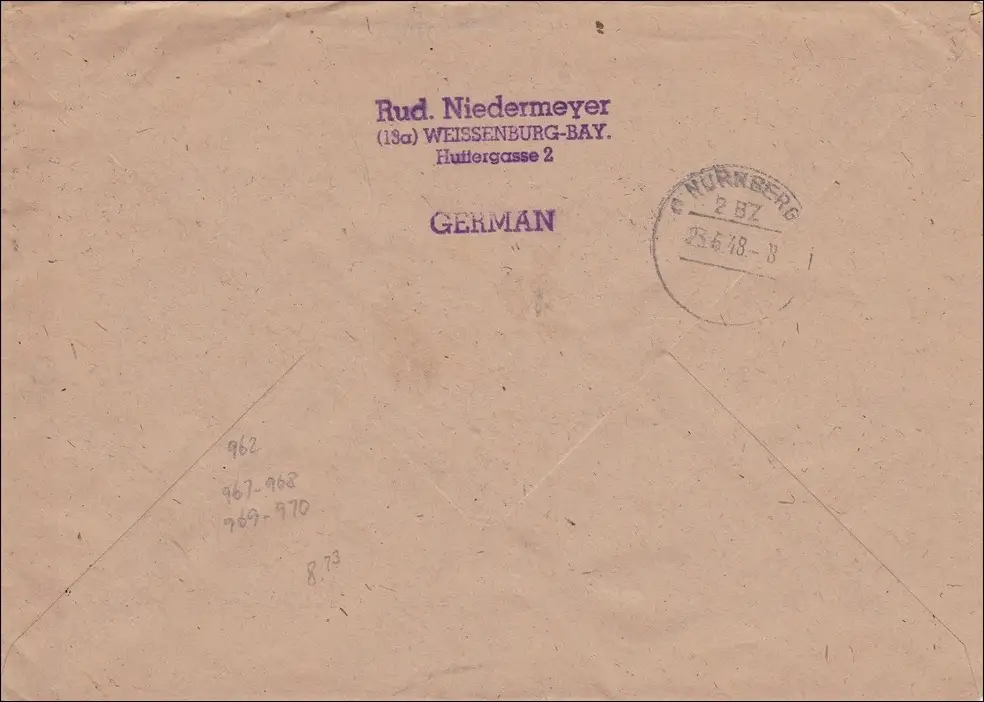 Rud. Niedermeyer
(13a) WEISSENBURG-BAY.
Huttergasse 2
GERMAN
NÜRNBERG
2 BZ
23.6.48.-8
962
967-968
969-970
8.73